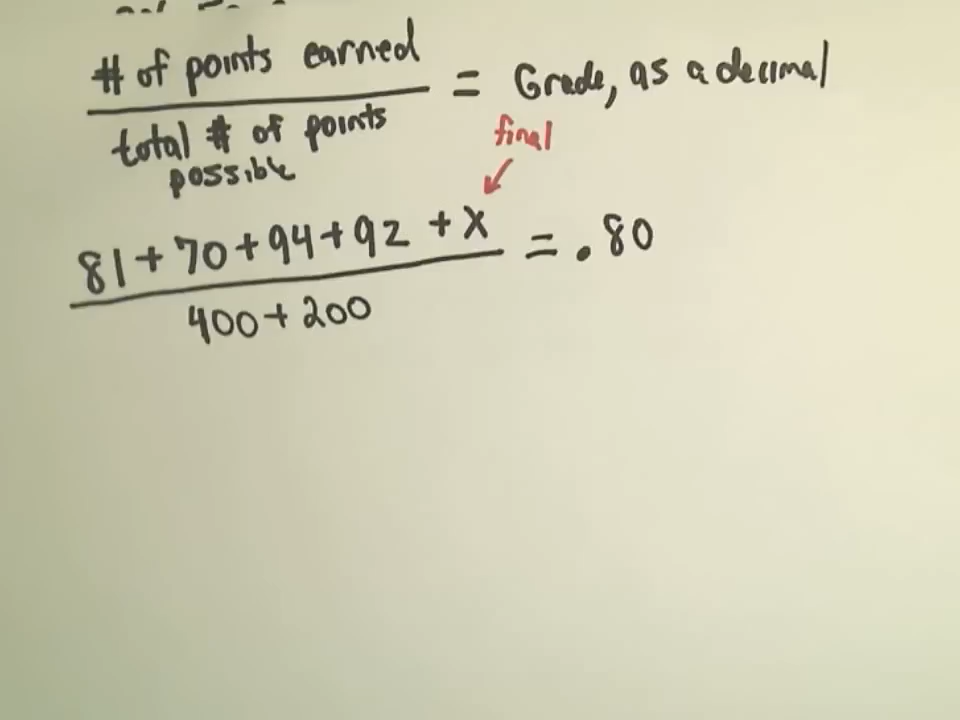 # of points earned
total # of points
possible
= Grade, as a decimal
final
81 + 70 + 94 + 92 + X
400 + 200
= .80